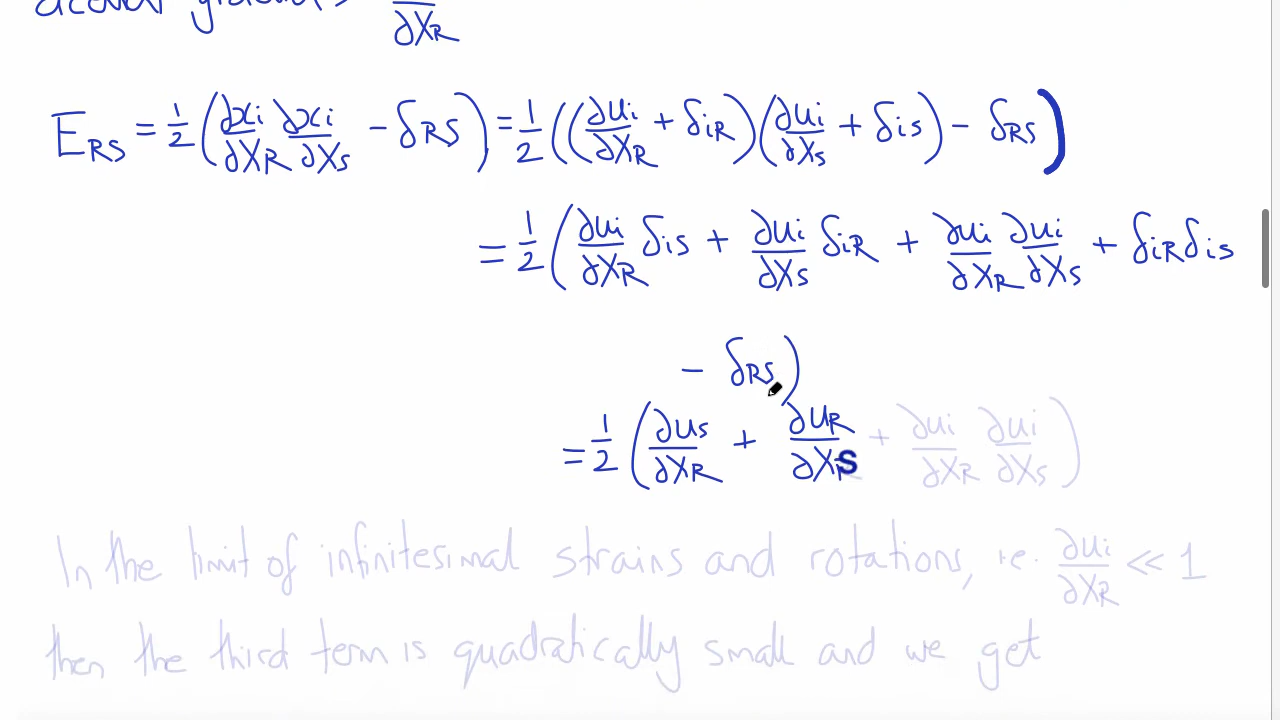 ∂X_R
E_RS = 1/2 (∂x_i/∂X_R ∂x_i/∂X_S − δ_RS) = 1/2 ((∂u_i/∂X_R + δ_iR)(∂u_i/∂X_S + δ_iS) − δ_RS)
= 1/2 (∂u_i/∂X_R δ_iS + ∂u_i/∂X_S δ_iR + ∂u_i/∂X_R ∂u_i/∂X_S + δ_iR δ_iS
− δ_RS)
= 1/2 (∂u_S/∂X_R + ∂u_R/∂X_S + ∂u_i/∂X_R ∂u_i/∂X_S)
In the limit of infinitesimal strains and rotations, i.e. ∂u_i/∂X_R ≪ 1
then the third term is quadratically small and we get